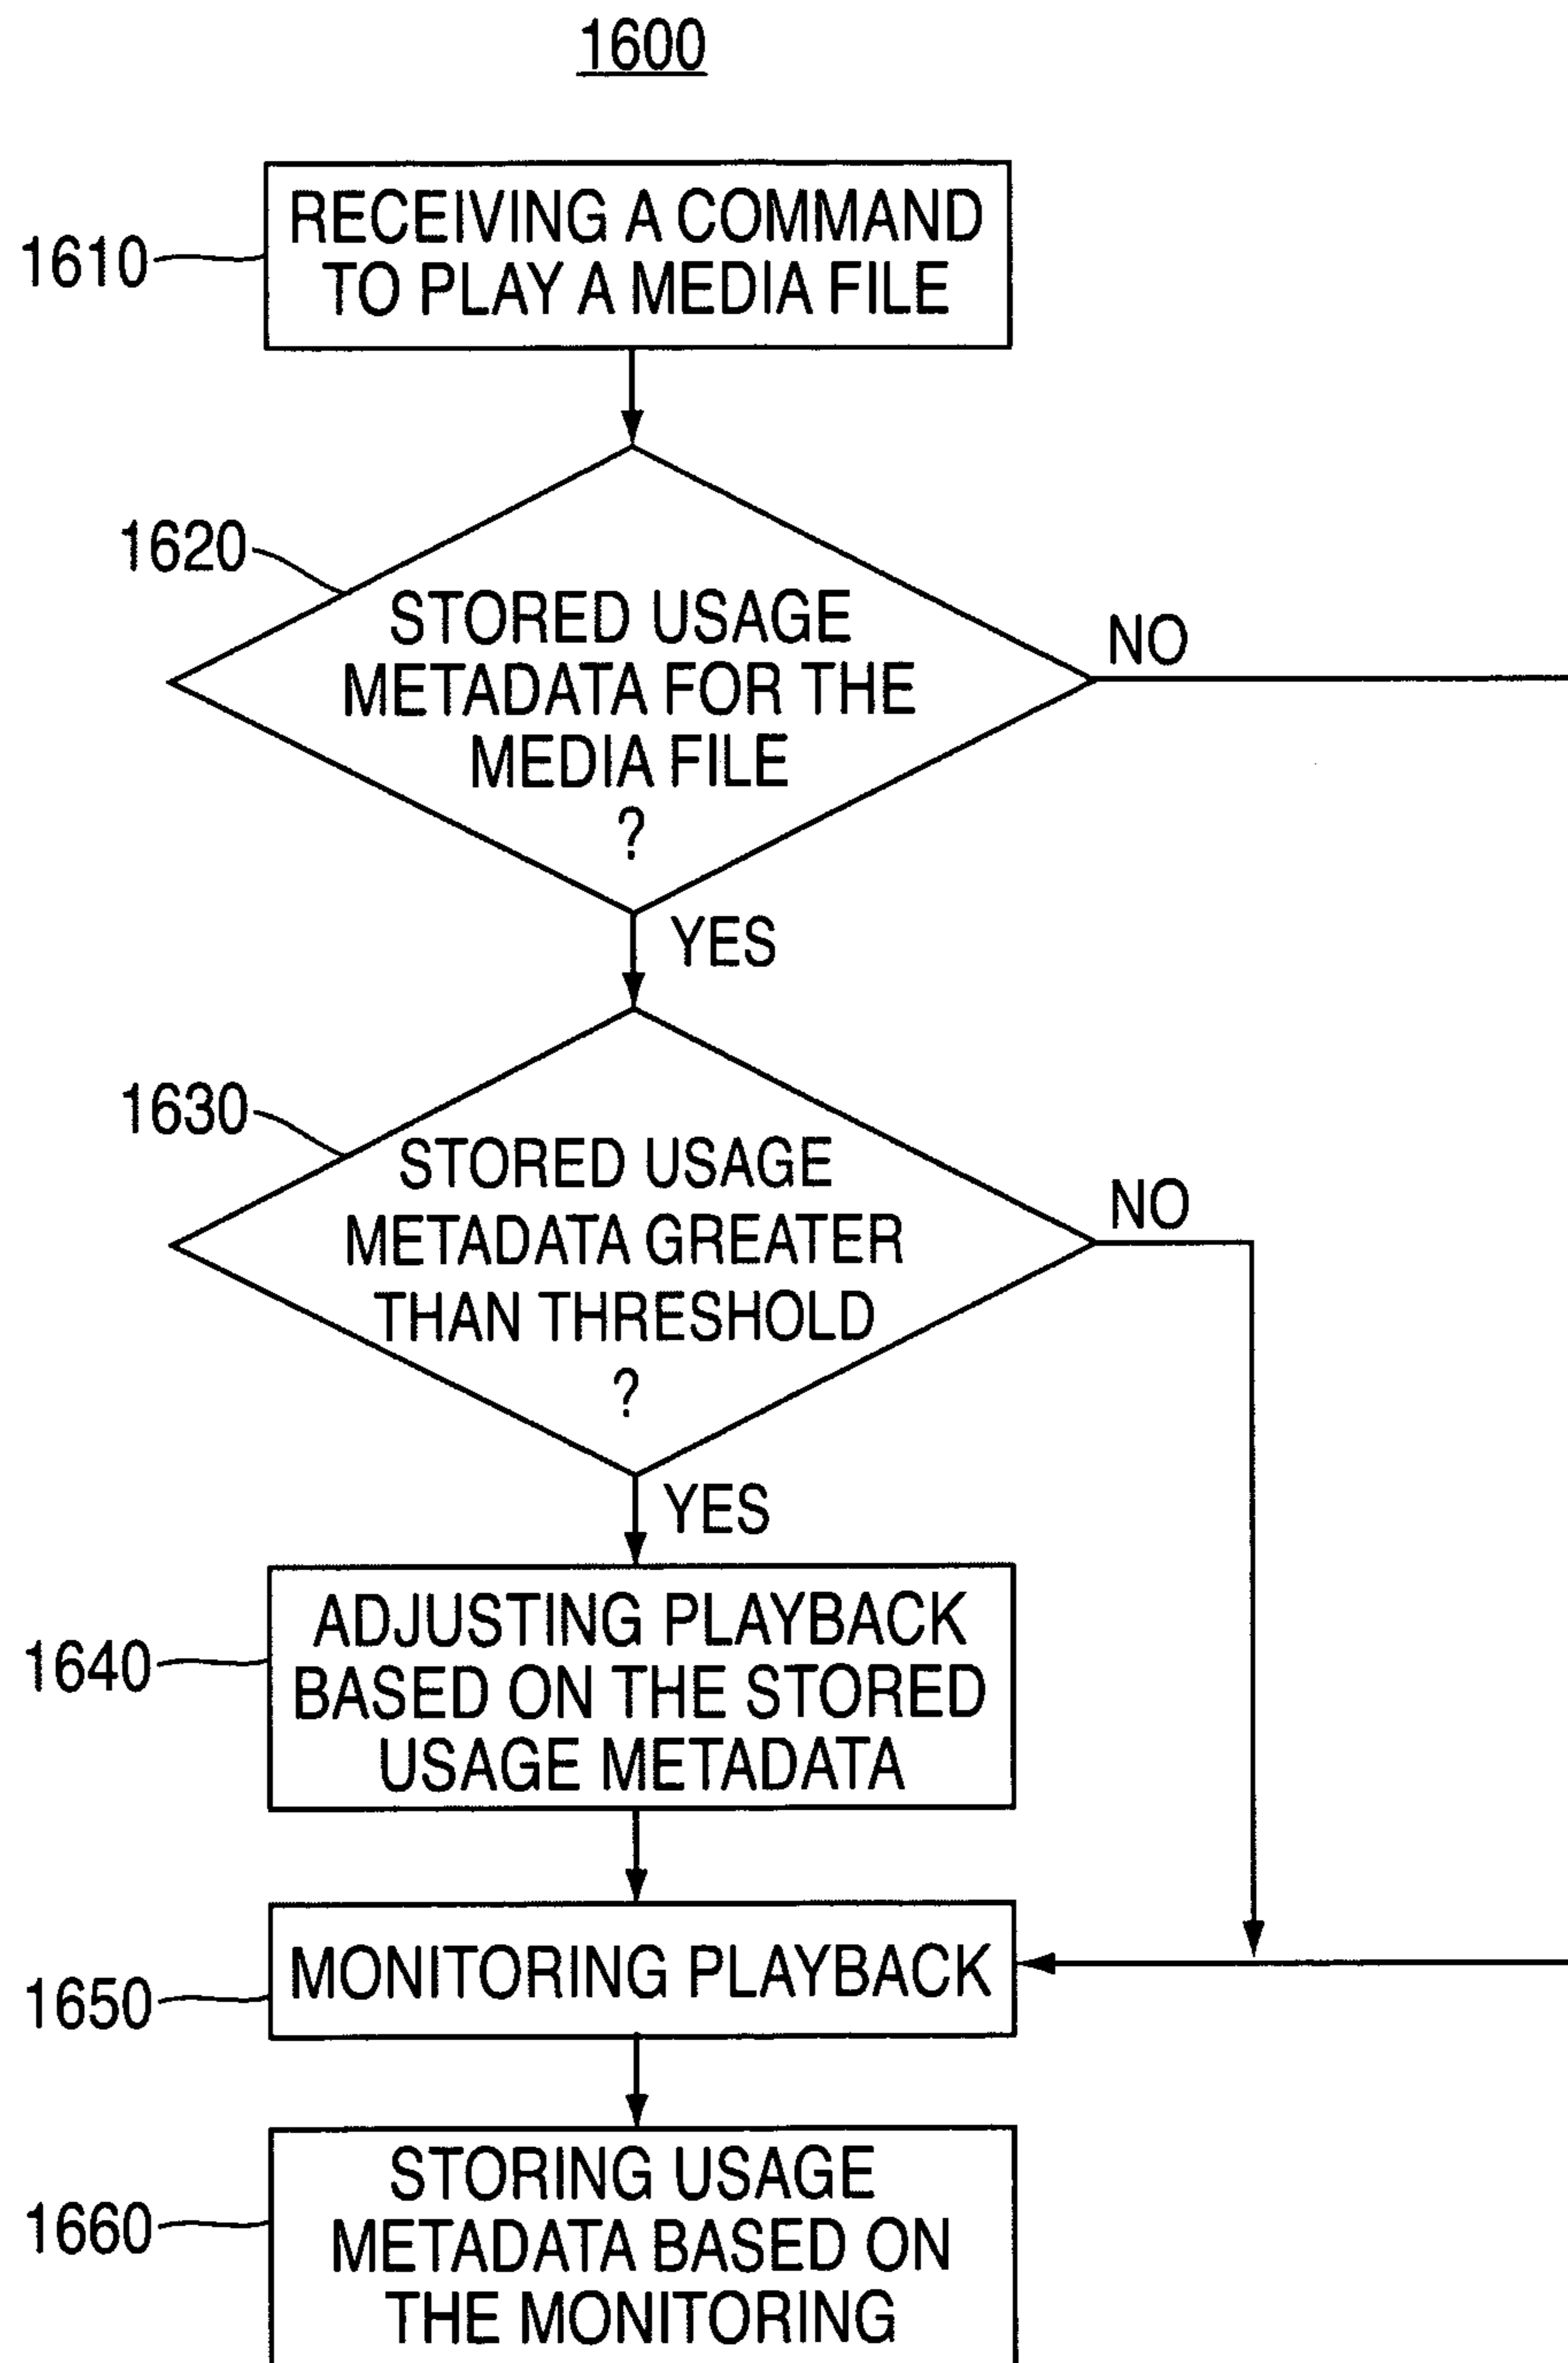 1600
RECEIVING A COMMAND
TO PLAY A MEDIA FILE
1610
1620
STORED USAGE
METADATA FOR THE
MEDIA FILE
?
NO
YES
1630
STORED USAGE
METADATA GREATER
THAN THRESHOLD
?
NO
YES
ADJUSTING PLAYBACK
BASED ON THE STORED
USAGE METADATA
1640
MONITORING PLAYBACK
1650
STORING USAGE
METADATA BASED ON
THE MONITORING
1660